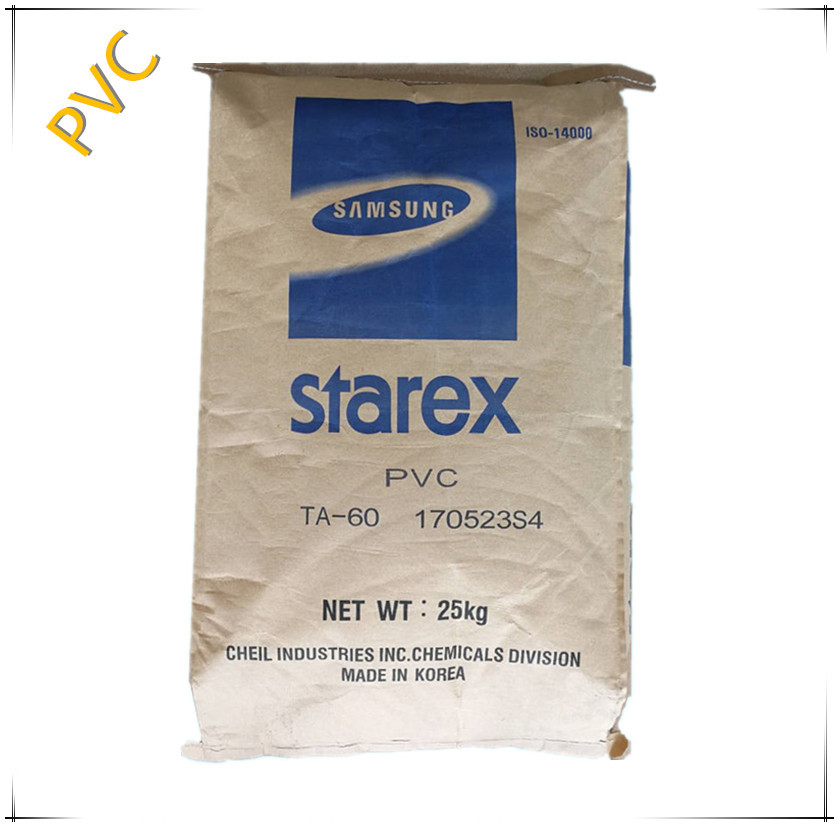 PVC
ISO-14000
SAMSUNG
starex
PVC
TA-60 170523S4
NET WT : 25kg
CHEIL INDUSTRIES INC.CHEMICALS DIVISION
MADE IN KOREA